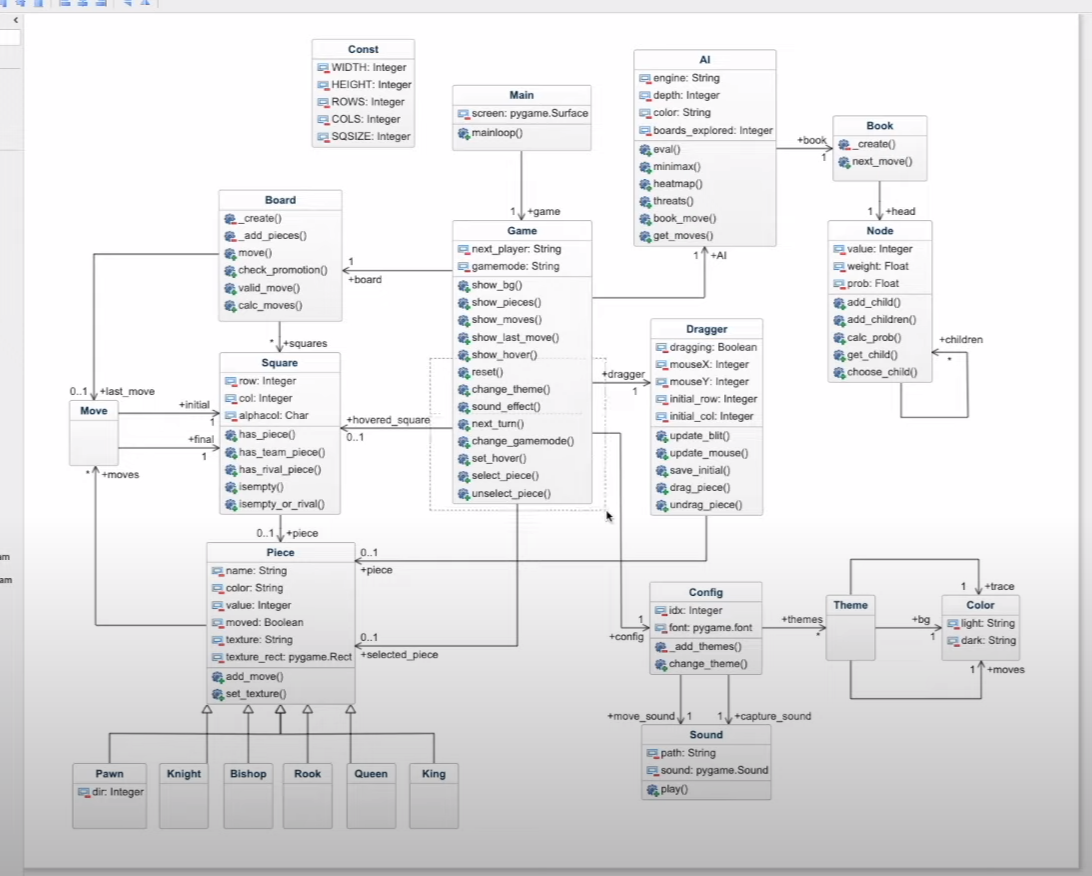 Const
WIDTH: Integer
HEIGHT: Integer
ROWS: Integer
COLS: Integer
SQSIZE: Integer
Main
screen: pygame.Surface
mainloop()
1 +game
AI
engine: String
depth: Integer
color: String
boards_explored: Integer
eval()
minimax()
heatmap()
threats()
book_move()
get_moves()
1 +AI
+book
1
Book
_create()
next_move()
1 +head
Node
value: Integer
weight: Float
prob: Float
add_child()
add_children()
calc_prob()
get_child()
choose_child()
+children
*
Board
_create()
_add_pieces()
move()
check_promotion()
valid_move()
calc_moves()
1
+board
* +squares
Game
next_player: String
gamemode: String
show_bg()
show_pieces()
show_moves()
show_last_move()
show_hover()
reset()
change_theme()
sound_effect()
next_turn()
change_gamemode()
set_hover()
select_piece()
unselect_piece()
+dragger
1
Dragger
dragging: Boolean
mouseX: Integer
mouseY: Integer
initial_row: Integer
initial_col: Integer
update_blit()
update_mouse()
save_initial()
drag_piece()
undrag_piece()
Square
row: Integer
col: Integer
alphacol: Char
has_piece()
has_team_piece()
has_rival_piece()
isempty()
isempty_or_rival()
+hovered_square
0..1
0..1 +last_move
Move
+initial
1
+final
1
* +moves
0..1 +piece
Piece
name: String
color: String
value: Integer
moved: Boolean
texture: String
texture_rect: pygame.Rect
add_move()
set_texture()
0..1
+piece
0..1
+selected_piece
Pawn
dir: Integer
Knight
Bishop
Rook
Queen
King
1
+config
Config
idx: Integer
font: pygame.font
_add_themes()
change_theme()
+themes
*
Theme
+bg
1
1 +trace
Color
light: String
dark: String
1 +moves
+move_sound 1
1 +capture_sound
Sound
path: String
sound: pygame.Sound
play()
am
am